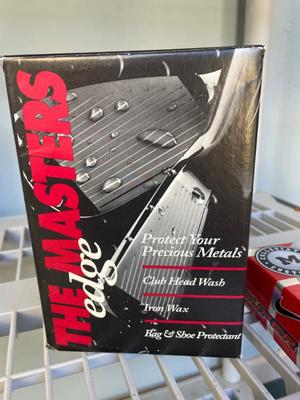 THE MASTERS
edge
Protect Your
Precious Metals
Club Head Wash
Iron Wax
Bag & Shoe Protectant